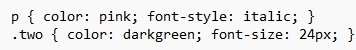 p { color: pink; font-style: italic; }
.two { color: darkgreen; font-size: 24px; }